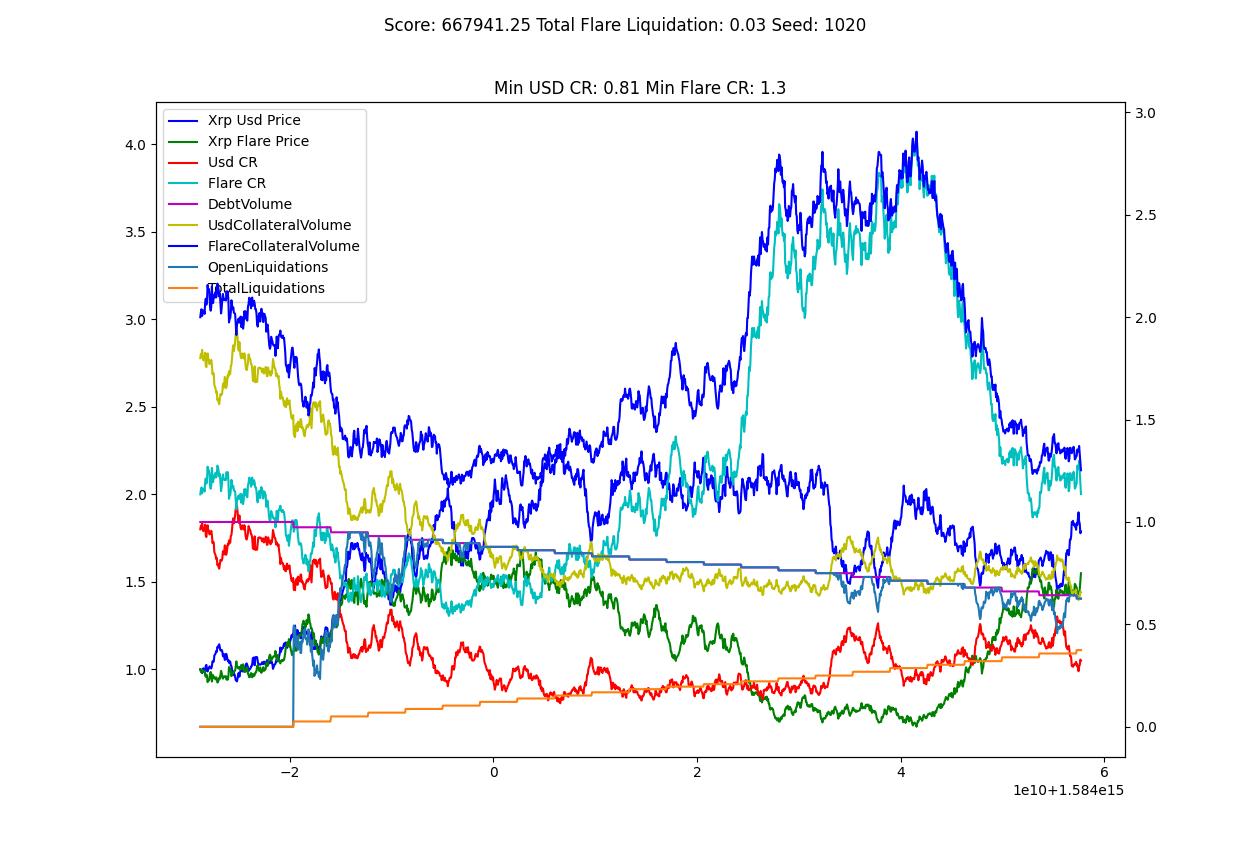 Score: 667941.25 Total Flare Liquidation: 0.03 Seed: 1020
Min USD CR: 0.81 Min Flare CR: 1.3
Xrp Usd Price
Xrp Flare Price
Usd CR
Flare CR
DebtVolume
UsdCollateralVolume
FlareCollateralVolume
OpenLiquidations
TotalLiquidations
4.0
3.5
3.0
2.5
2.0
1.5
1.0
3.0
2.5
2.0
1.5
1.0
0.5
0.0
−2 0 2 4 6
1e10+1.584e15